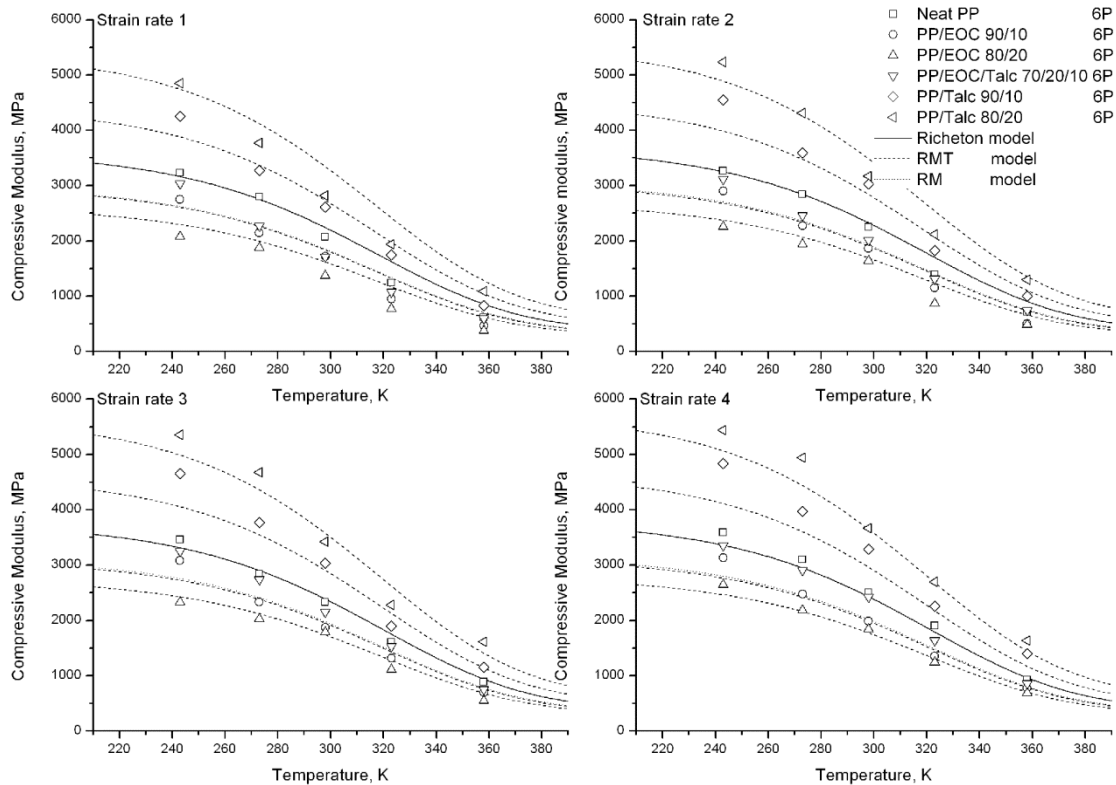 Strain rate 1
6000
5000
4000
3000
2000
1000
0
Compressive Modulus, MPa
220 240 260 280 300 320 340 360 380
Temperature, K
Strain rate 2
6000
5000
4000
3000
2000
1000
0
Compressive modulus, MPa
220 240 260 280 300 320 340 360 380
Temperature, K
Neat PP 6P
PP/EOC 90/10 6P
PP/EOC 80/20 6P
PP/EOC/Talc 70/20/10 6P
PP/Talc 90/10 6P
PP/Talc 80/20 6P
Richeton model
RMT model
RM model
Strain rate 3
6000
5000
4000
3000
2000
1000
0
Compressive Modulus, MPa
220 240 260 280 300 320 340 360 380
Temperature, K
Strain rate 4
6000
5000
4000
3000
2000
1000
0
Compressive Modulus, MPa
220 240 260 280 300 320 340 360 380
Temperature, K